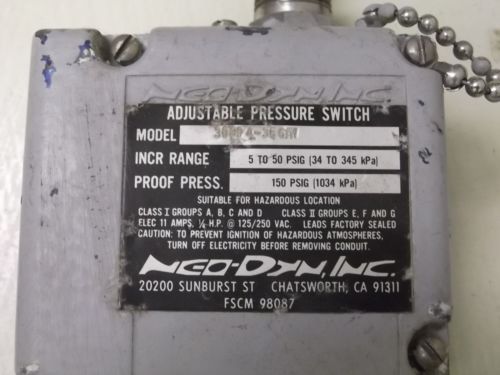 NEO-DYN, INC.
ADJUSTABLE PRESSURE SWITCH
MODEL
INCR RANGE 5 TO 50 PSIG (34 TO 345 kPa)
PROOF PRESS. 150 PSIG (1034 kPa)
SUITABLE FOR HAZARDOUS LOCATION
CLASS I GROUPS A, B, C AND D CLASS II GROUPS E, F AND G
ELEC 11 AMPS, ¼ H.P. @ 125/250 VAC. LEADS FACTORY SEALED
CAUTION: TO PREVENT IGNITION OF HAZARDOUS ATMOSPHERES,
TURN OFF ELECTRICITY BEFORE REMOVING CONDUIT.
NEO-DYN, INC.
20200 SUNBURST ST CHATSWORTH, CA 91311
FSCM 98087